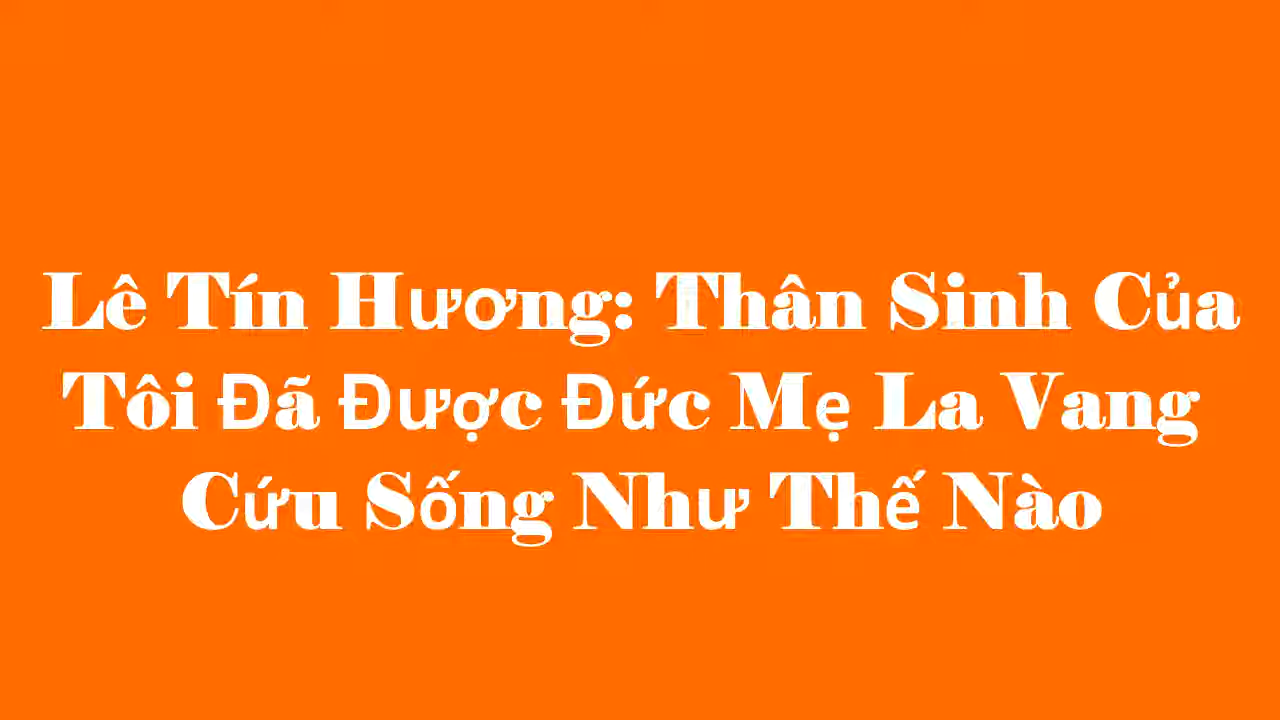 Lê Tín Hương: Thân Sinh Của
Tôi Đã Được Đức Mẹ La Vang
Cứu Sống Như Thế Nào